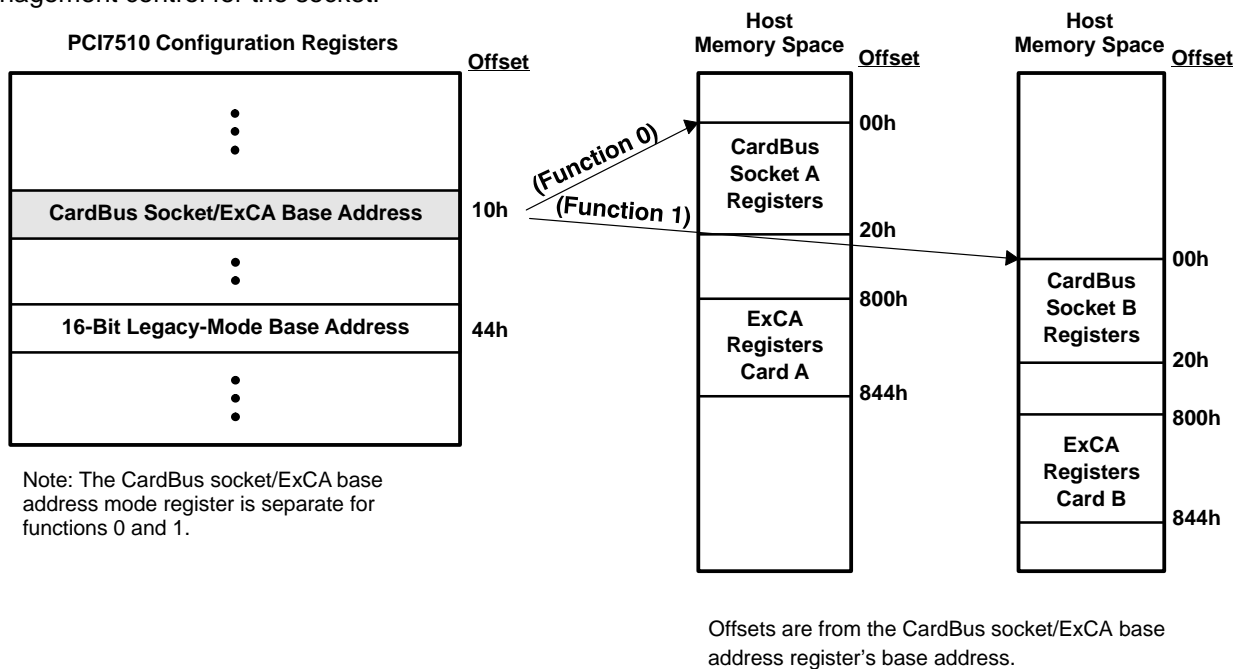 nagement control for the socket.
PCI7510 Configuration Registers
Offset
CardBus Socket/ExCA Base Address
10h
16-Bit Legacy-Mode Base Address
44h
Note: The CardBus socket/ExCA base
address mode register is separate for
functions 0 and 1.
(Function 0)
(Function 1)
Host
Memory Space
Offset
00h
CardBus
Socket A
Registers
20h
800h
ExCA
Registers
Card A
844h
Host
Memory Space
Offset
00h
CardBus
Socket B
Registers
20h
800h
ExCA
Registers
Card B
844h
Offsets are from the CardBus socket/ExCA base
address register's base address.